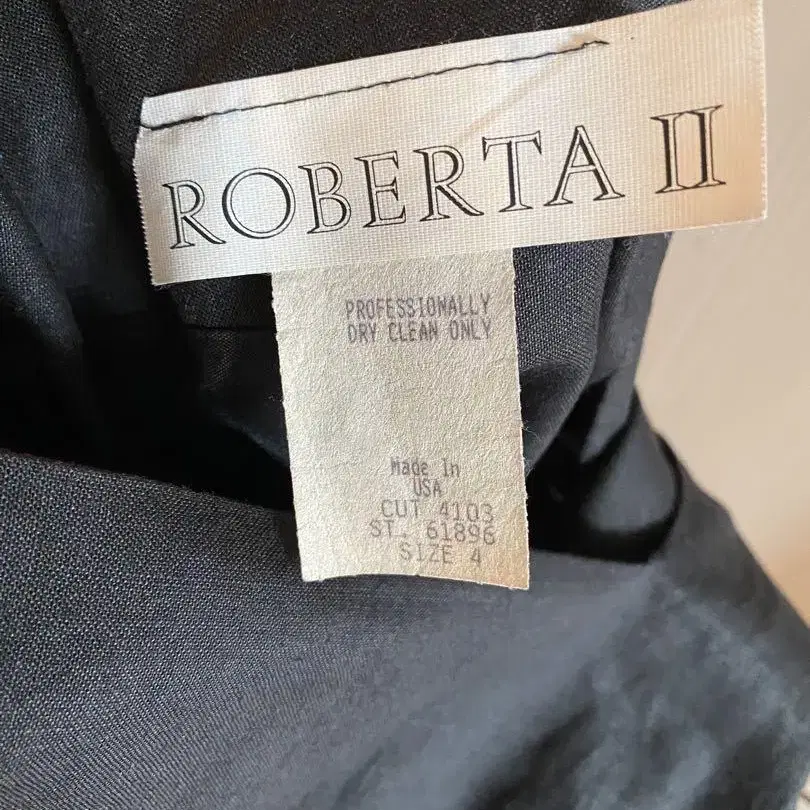 ROBERTA II
PROFESSIONALLY
DRY CLEAN ONLY
Made In
USA
CUT 4103
ST. 61896
SIZE 4